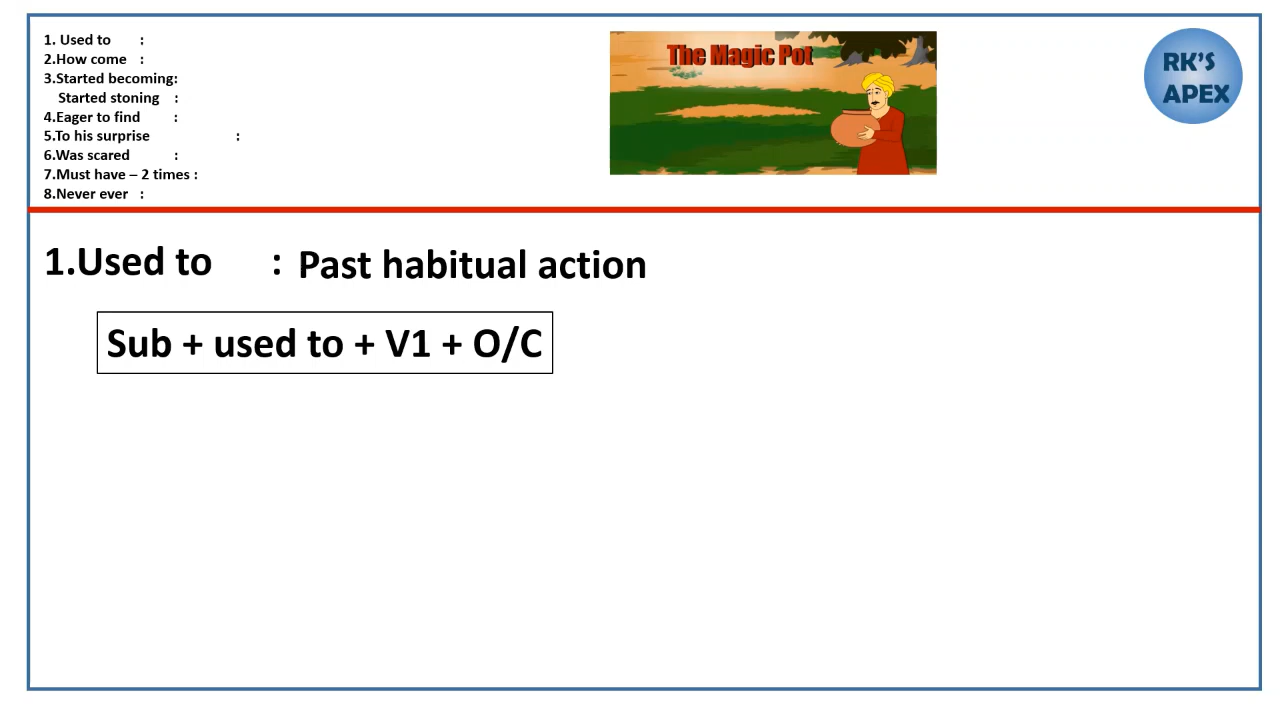 1. Used to :
2.How come :
3.Started becoming:
Started stoning :
4.Eager to find :
5.To his surprise :
6.Was scared :
7.Must have – 2 times :
8.Never ever :
The Magic Pot
RK'S
APEX
1.Used to : Past habitual action
Sub + used to + V1 + O/C